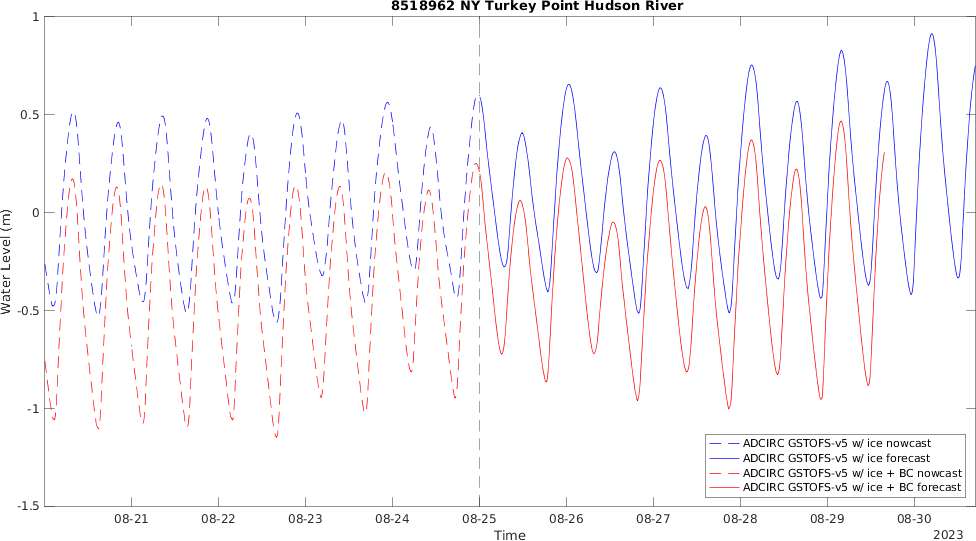 8518962 NY Turkey Point Hudson River
Water Level (m)
1
0.5
0
-0.5
-1
-1.5
08-21 08-22 08-23 08-24 08-25 08-26 08-27 08-28 08-29 08-30
Time
2023
ADCIRC GSTOFS-v5 w/ ice nowcast
ADCIRC GSTOFS-v5 w/ ice forecast
ADCIRC GSTOFS-v5 w/ ice + BC nowcast
ADCIRC GSTOFS-v5 w/ ice + BC forecast